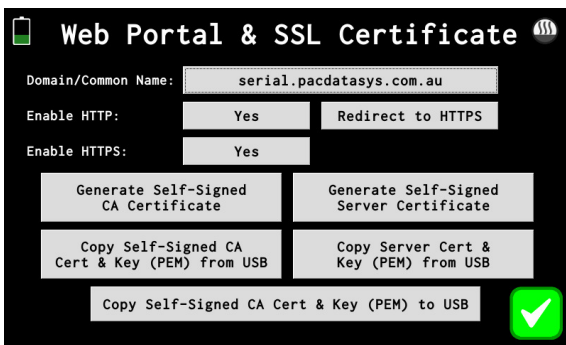 Web Portal & SSL Certificate
Domain/Common Name: serial.pacdatasys.com.au
Enable HTTP: Yes Redirect to HTTPS
Enable HTTPS: Yes
Generate Self-Signed
CA Certificate
Generate Self-Signed
Server Certificate
Copy Self-Signed CA
Cert & Key (PEM) from USB
Copy Server Cert &
Key (PEM) from USB
Copy Self-Signed CA Cert & Key (PEM) to USB